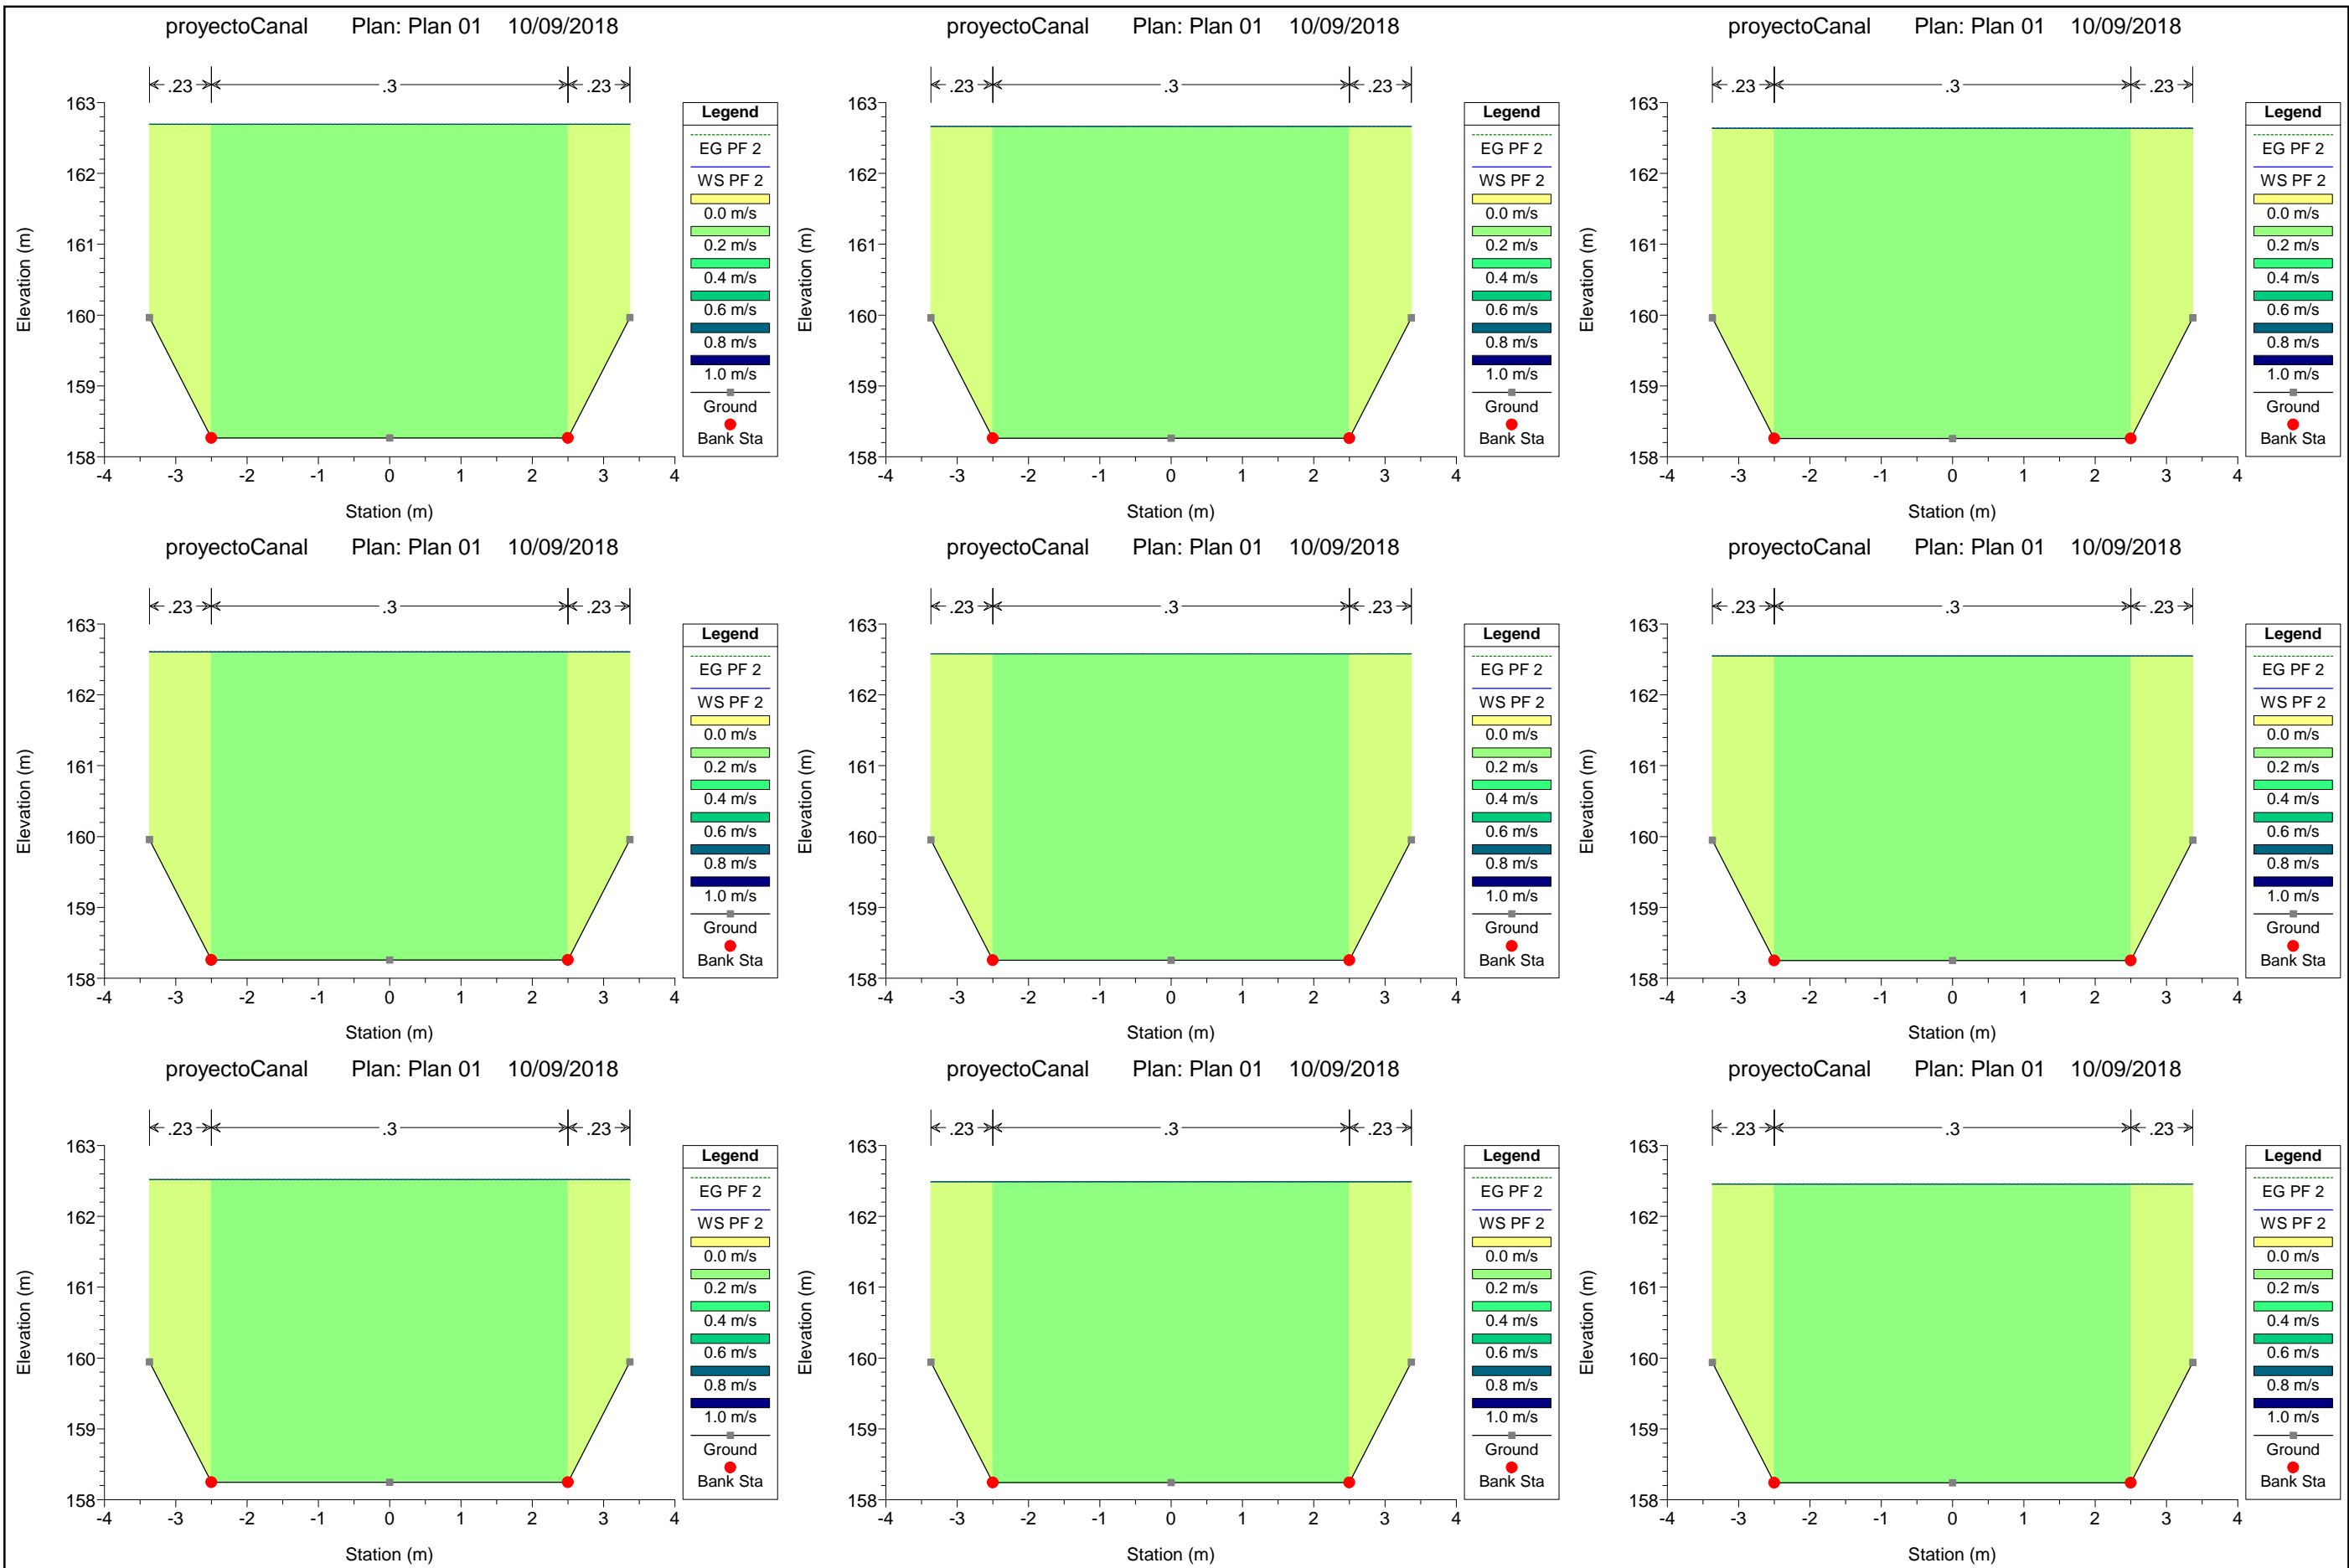 proyectoCanal Plan: Plan 01 10/09/2018
.23 .3 .23
163
162
161
160
159
158
Elevation (m)
-4 -3 -2 -1 0 1 2 3 4
Station (m)
Legend
EG PF 2
WS PF 2
0.0 m/s
0.2 m/s
0.4 m/s
0.6 m/s
0.8 m/s
1.0 m/s
Ground
Bank Sta
proyectoCanal Plan: Plan 01 10/09/2018
.23 .3 .23
163
162
161
160
159
158
Elevation (m)
-4 -3 -2 -1 0 1 2 3 4
Station (m)
Legend
EG PF 2
WS PF 2
0.0 m/s
0.2 m/s
0.4 m/s
0.6 m/s
0.8 m/s
1.0 m/s
Ground
Bank Sta
proyectoCanal Plan: Plan 01 10/09/2018
.23 .3 .23
163
162
161
160
159
158
Elevation (m)
-4 -3 -2 -1 0 1 2 3 4
Station (m)
Legend
EG PF 2
WS PF 2
0.0 m/s
0.2 m/s
0.4 m/s
0.6 m/s
0.8 m/s
1.0 m/s
Ground
Bank Sta
proyectoCanal Plan: Plan 01 10/09/2018
.23 .3 .23
163
162
161
160
159
158
Elevation (m)
-4 -3 -2 -1 0 1 2 3 4
Station (m)
Legend
EG PF 2
WS PF 2
0.0 m/s
0.2 m/s
0.4 m/s
0.6 m/s
0.8 m/s
1.0 m/s
Ground
Bank Sta
proyectoCanal Plan: Plan 01 10/09/2018
.23 .3 .23
163
162
161
160
159
158
Elevation (m)
-4 -3 -2 -1 0 1 2 3 4
Station (m)
Legend
EG PF 2
WS PF 2
0.0 m/s
0.2 m/s
0.4 m/s
0.6 m/s
0.8 m/s
1.0 m/s
Ground
Bank Sta
proyectoCanal Plan: Plan 01 10/09/2018
.23 .3 .23
163
162
161
160
159
158
Elevation (m)
-4 -3 -2 -1 0 1 2 3 4
Station (m)
Legend
EG PF 2
WS PF 2
0.0 m/s
0.2 m/s
0.4 m/s
0.6 m/s
0.8 m/s
1.0 m/s
Ground
Bank Sta
proyectoCanal Plan: Plan 01 10/09/2018
.23 .3 .23
163
162
161
160
159
158
Elevation (m)
-4 -3 -2 -1 0 1 2 3 4
Station (m)
Legend
EG PF 2
WS PF 2
0.0 m/s
0.2 m/s
0.4 m/s
0.6 m/s
0.8 m/s
1.0 m/s
Ground
Bank Sta
proyectoCanal Plan: Plan 01 10/09/2018
.23 .3 .23
163
162
161
160
159
158
Elevation (m)
-4 -3 -2 -1 0 1 2 3 4
Station (m)
Legend
EG PF 2
WS PF 2
0.0 m/s
0.2 m/s
0.4 m/s
0.6 m/s
0.8 m/s
1.0 m/s
Ground
Bank Sta
proyectoCanal Plan: Plan 01 10/09/2018
.23 .3 .23
163
162
161
160
159
158
Elevation (m)
-4 -3 -2 -1 0 1 2 3 4
Station (m)
Legend
EG PF 2
WS PF 2
0.0 m/s
0.2 m/s
0.4 m/s
0.6 m/s
0.8 m/s
1.0 m/s
Ground
Bank Sta